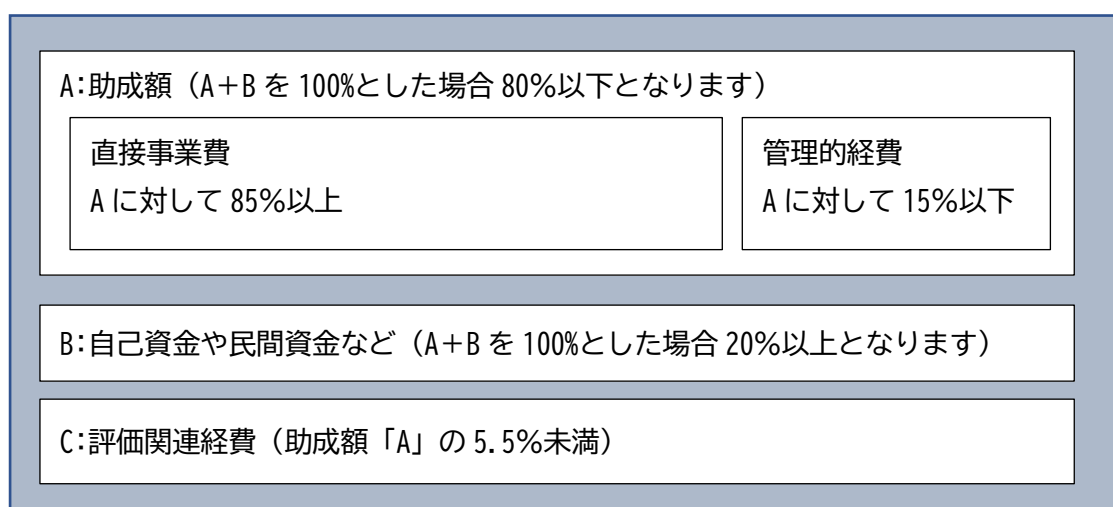 A:助成額（A＋B を 100%とした場合 80％以下となります）
直接事業費
A に対して 85％以上
管理的経費
A に対して 15％以下
B:自己資金や民間資金など（A＋B を 100%とした場合 20％以上となります）
C:評価関連経費（助成額「A」の 5.5％未満）